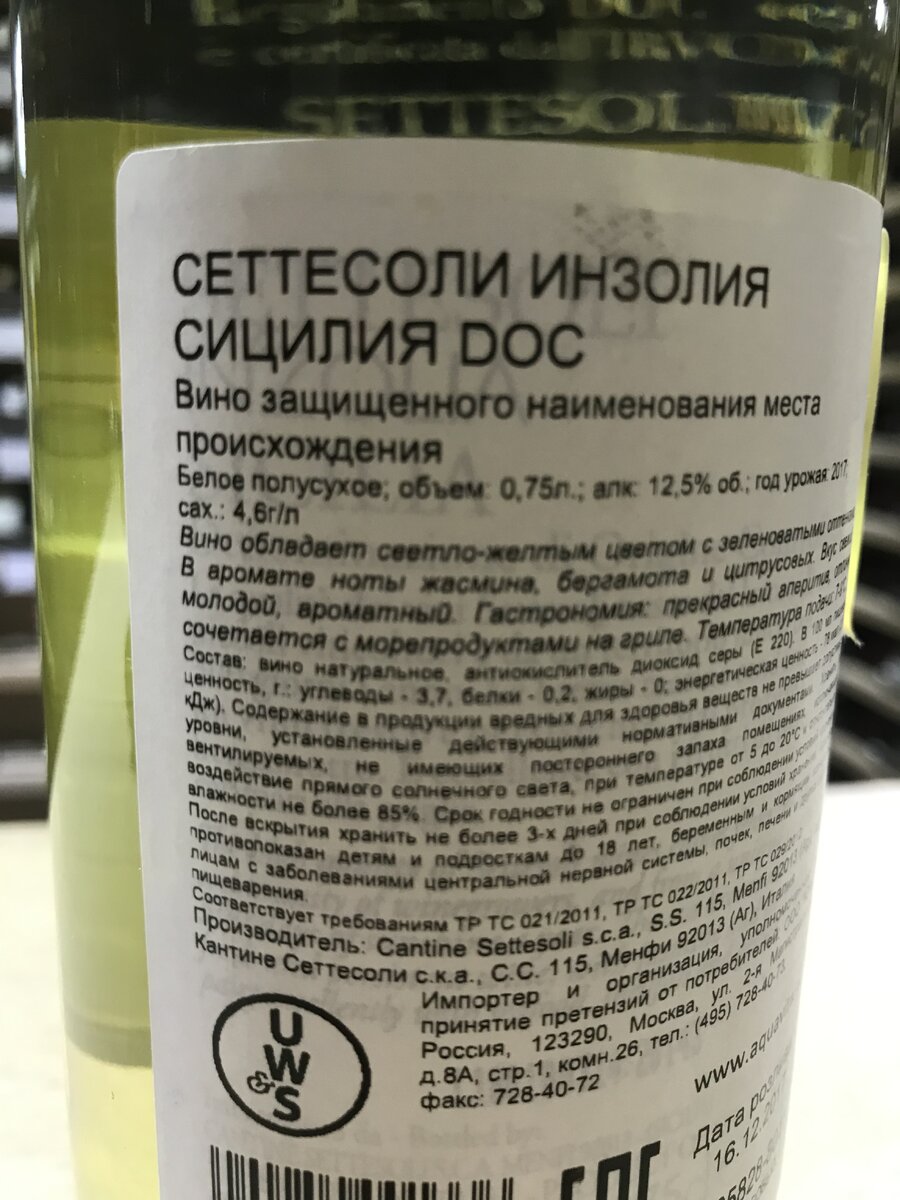 SETTESOL
СЕТТЕСОЛИ ИНЗОЛИЯ
СИЦИЛИЯ DOC
Вино защищенного наименования места
происхождения
Белое полусухое; объем: 0,75л.; алк: 12,5% об.; год урожая: 2017;
сах.: 4,6г/л
Вино обладает светло-желтым цветом с зеленоватыми
В аромате ноты жасмина, бергамота и цитрусовых. Вкус
молодой, ароматный. Гастрономия: прекрасный аперитив,
сочетается с морепродуктами на гриле. Температура подачи:
Состав: вино натуральное, антиокислитель диоксид серы (Е 220). В 100 мл
ценность, г.: углеводы - 3,7, белки - 0,2, жиры - 0; энергетическая ценность -
кДж). Содержание в продукции вредных для здоровья веществ не превышает
уровни, установленные действующими нормативными документами.
вентилируемых, не имеющих постороннего запаха помещениях,
воздействие прямого солнечного света, при температуре от 5 до 20°С и
влажности не более 85%. Срок годности не ограничен при соблюдении условий
После вскрытия хранить не более 3-х дней при соблюдении условий
противопоказан детям и подросткам до 18 лет, беременным и кормящим
лицам с заболеваниями центральной нервной системы, почек, печени и
пищеварения.
Соответствует требованиям ТР ТС 021/2011, ТР ТС 022/2011, ТР ТС 029/2012
Производитель: Cantine Settesoli s.c.a., S.S. 115, Menfi 92013
Кантине Сеттесоли с.к.а., С.С. 115, Менфи 92013 (Аг), Италия
Импортер и организация,
принятие претензий от потребителей:
Россия, 123290, Москва, ул. 2-я
д.8А, стр.1, комн.26, тел.: (495) 728-40-73,
факс: 728-40-72
U
W
&S
Дата
16.12.